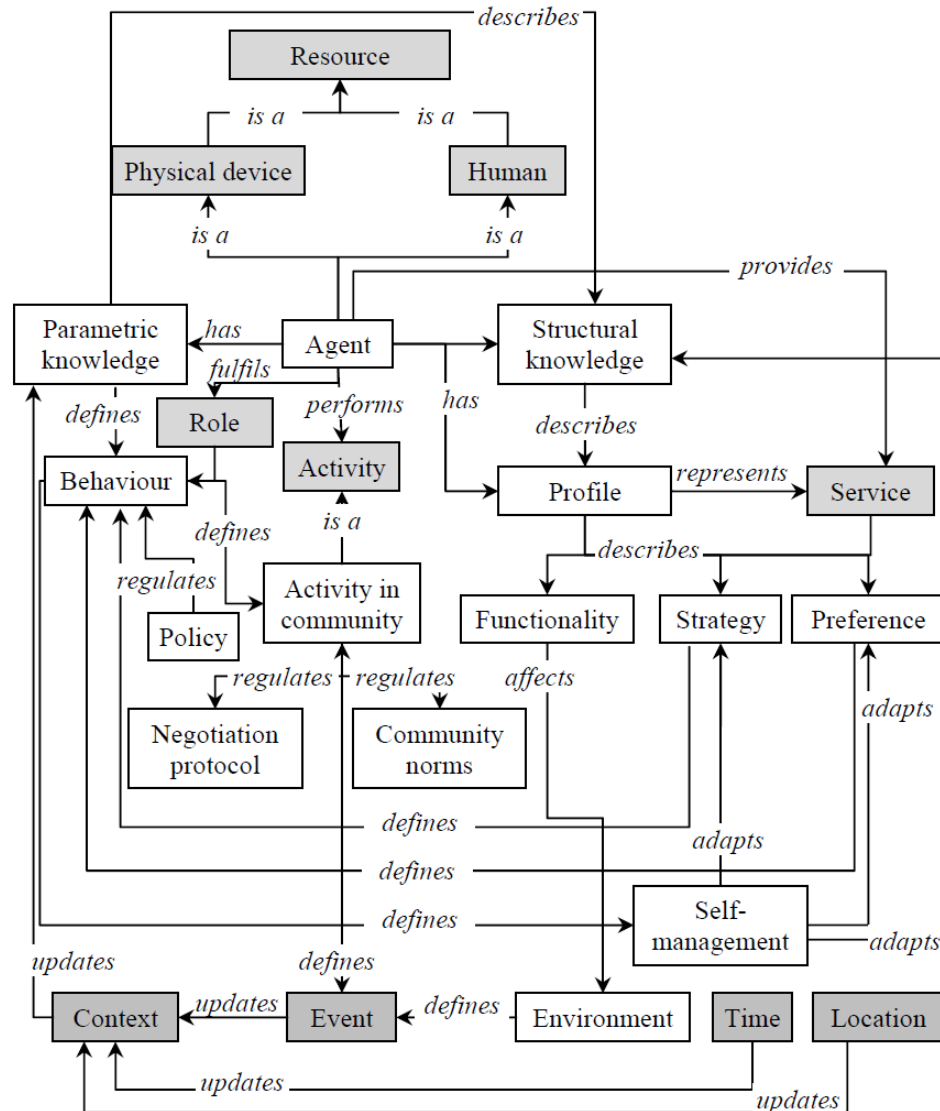 describes
Resource
is a
is a
Physical device
Human
is a
is a
provides
Parametric
knowledge
has
Agent
Structural
knowledge
fulfils
defines
Role
performs
has
describes
Activity
Behaviour
Profile
represents
Service
is a
defines
describes
regulates
Activity in
community
Functionality
Strategy
Preference
Policy
regulates
regulates
affects
adapts
Negotiation
protocol
Community
norms
defines
adapts
defines
Self-
management
defines
adapts
updates
defines
Context
updates
Event
defines
Environment
Time
Location
updates
updates